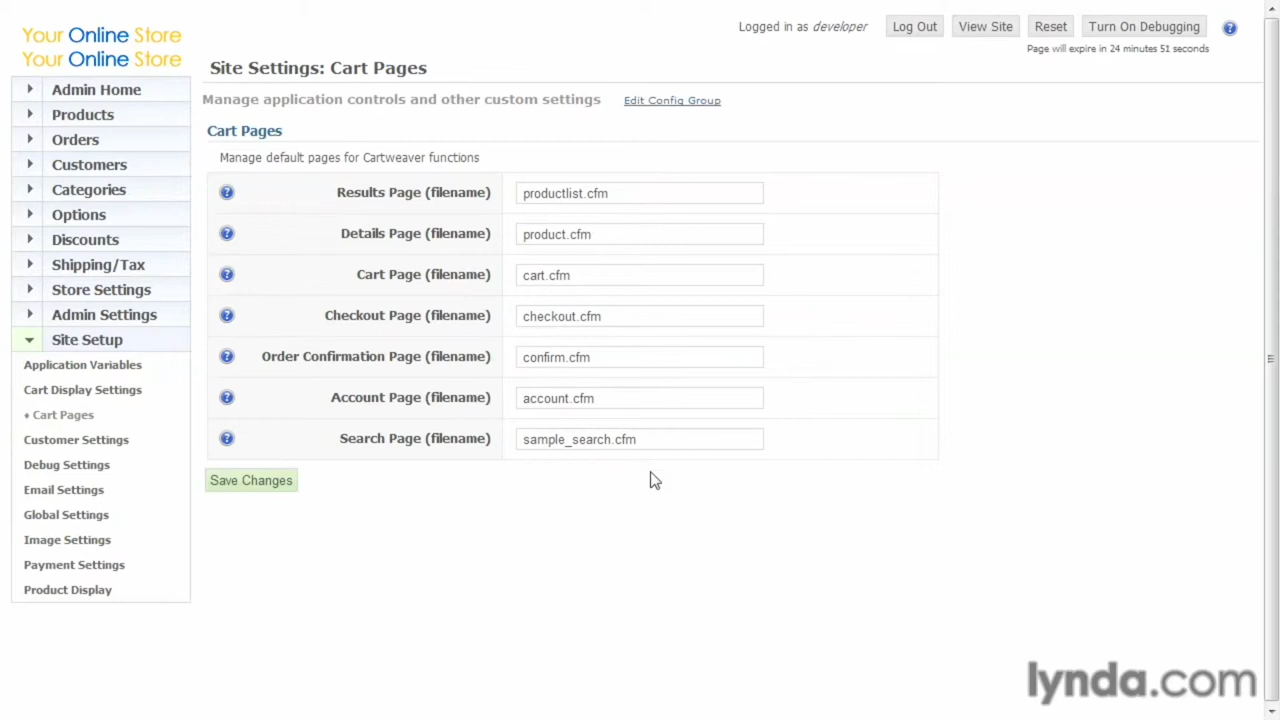 Your Online Store
Your Online Store
Logged in as developer
Log Out
View Site
Reset
Turn On Debugging
Page will expire in 24 minutes 51 seconds
Admin Home
Products
Orders
Customers
Categories
Options
Discounts
Shipping/Tax
Store Settings
Admin Settings
Site Setup
Application Variables
Cart Display Settings
♦ Cart Pages
Customer Settings
Debug Settings
Email Settings
Global Settings
Image Settings
Payment Settings
Product Display
Site Settings: Cart Pages
Manage application controls and other custom settings Edit Config Group
Cart Pages
Manage default pages for Cartweaver functions
Results Page (filename) productlist.cfm
Details Page (filename) product.cfm
Cart Page (filename) cart.cfm
Checkout Page (filename) checkout.cfm
Order Confirmation Page (filename) confirm.cfm
Account Page (filename) account.cfm
Search Page (filename) sample_search.cfm
Save Changes
lynda.com